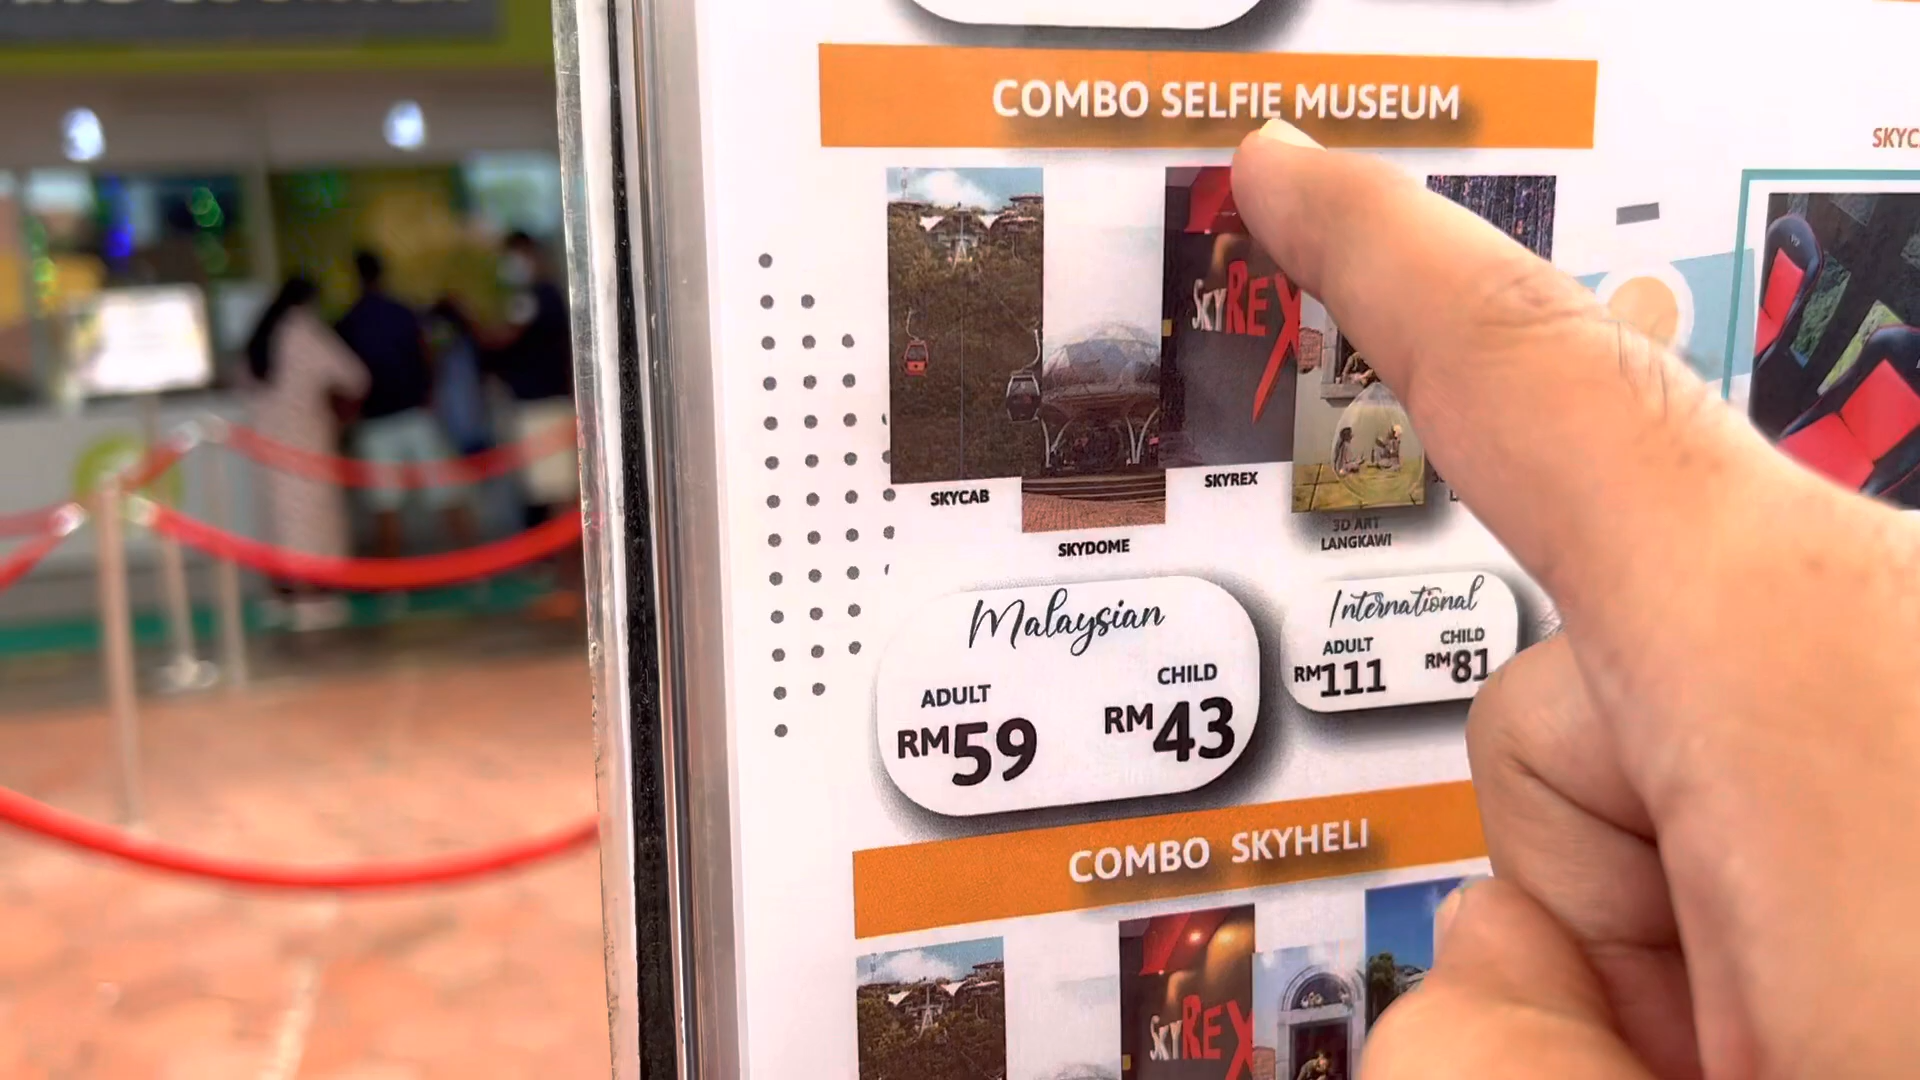 COMBO SELFIE MUSEUM
SKYC
SKYREX
SKYCAB
SKYDOME
SKYREX
3D ART
LANGKAWI
Malaysian
ADULT
RM59
CHILD
RM43
International
ADULT
RM111
CHILD
RM81
COMBO SKYHELI
SKYREX